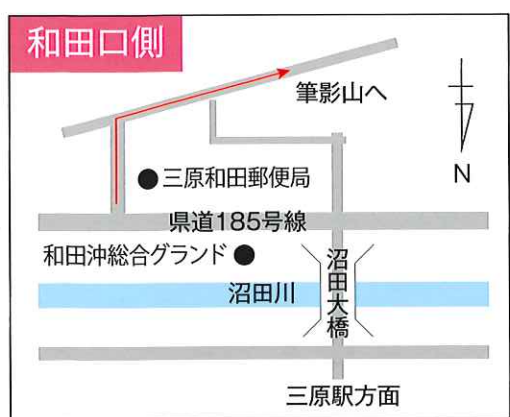 和田口側
筆影山へ
N
三原和田郵便局
県道185号線
和田沖総合グランド
沼田川
沼田大橋
三原駅方面